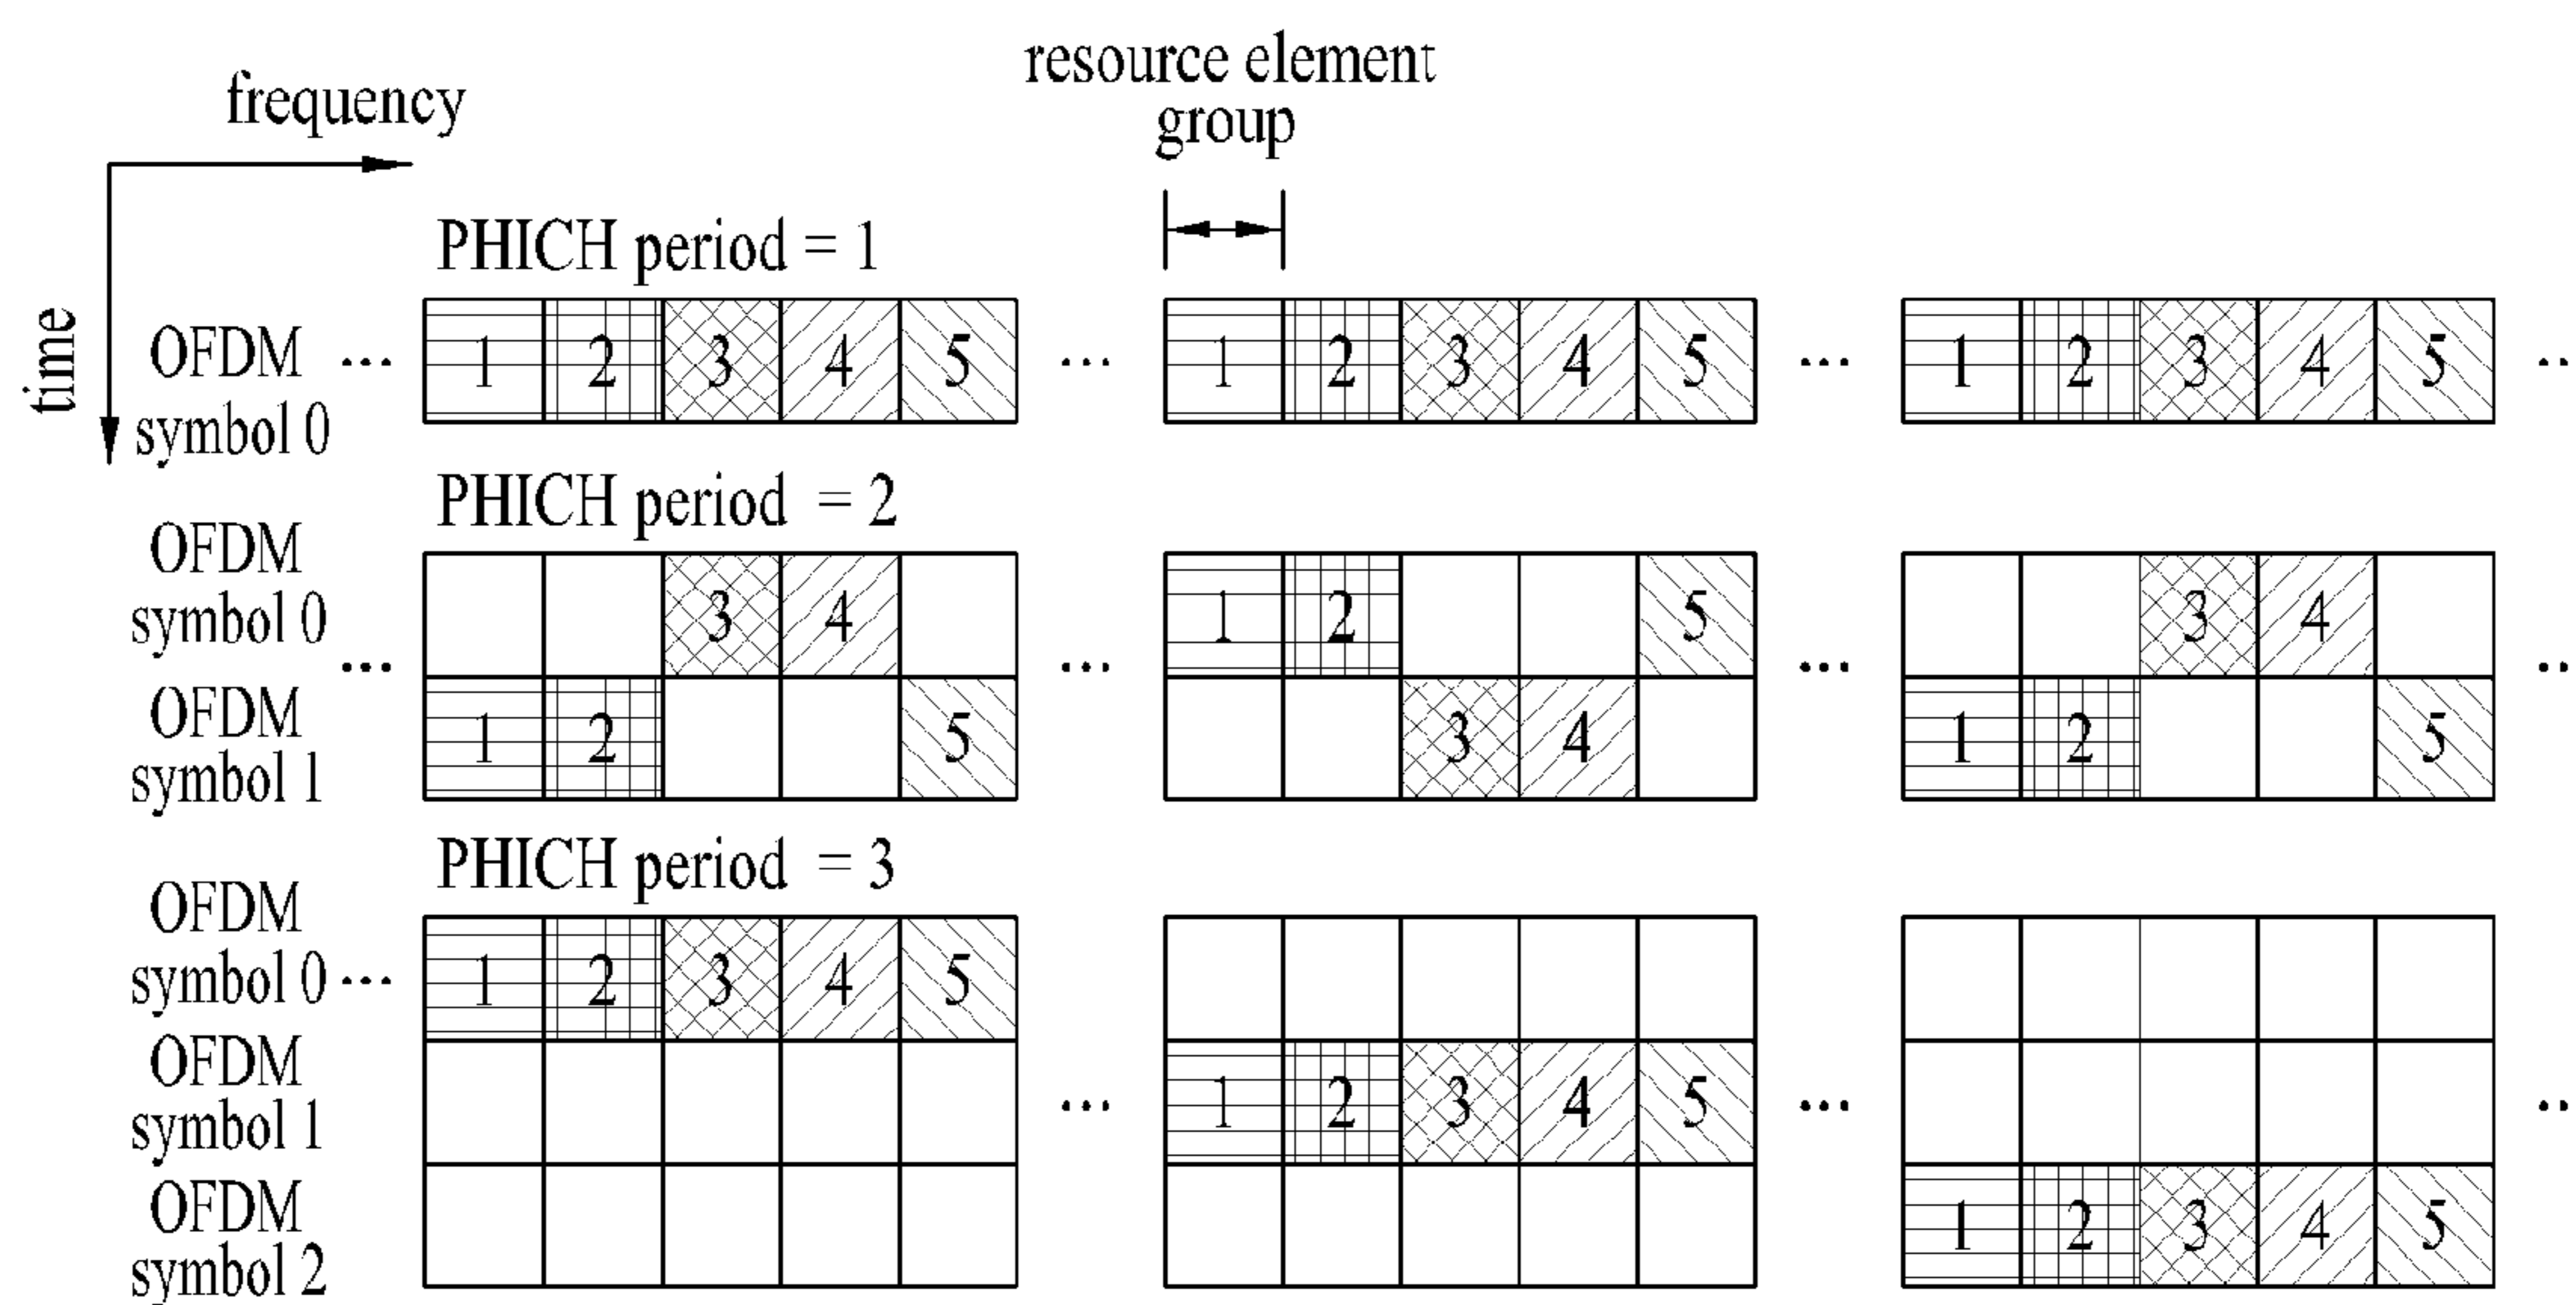 resource element
group
frequency
time
PHICH period = 1
OFDM
symbol 0
... 1 2 3 4 5 ... 1 2 3 4 5 ... 1 2 3 4 5 ..
PHICH period = 2
OFDM
symbol 0
3 4 1 2 5 3 4
... ... ... ..
OFDM
symbol 1
1 2 5 3 4 1 2 5
PHICH period = 3
OFDM
symbol 0 ... 1 2 3 4 5
OFDM
symbol 1
... 1 2 3 4 5 ... ..
OFDM
symbol 2
1 2 3 4 5